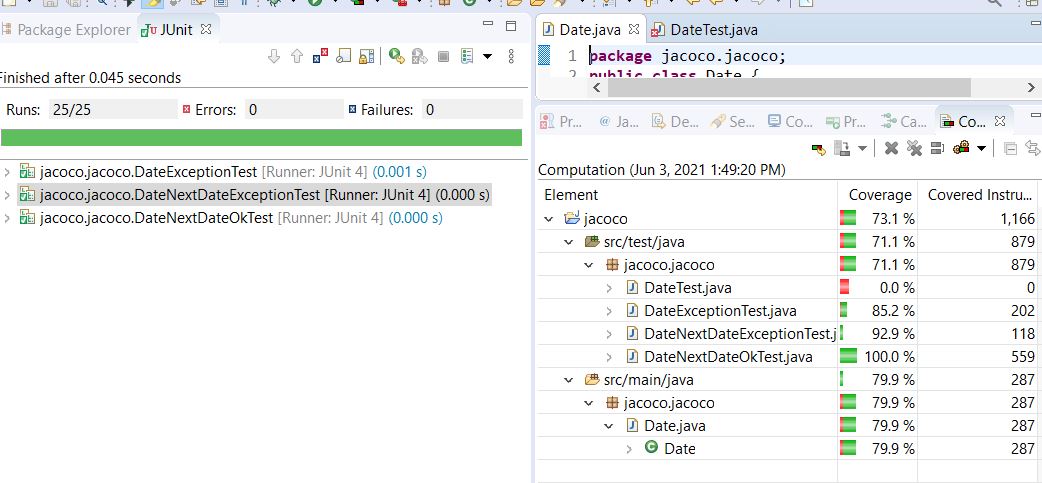 Package Explorer JUnit
Finished after 0.045 seconds
Runs: 25/25 Errors: 0 Failures: 0
jacoco.jacoco.DateExceptionTest [Runner: JUnit 4] (0.001 s)
jacoco.jacoco.DateNextDateExceptionTest [Runner: JUnit 4] (0.000 s)
jacoco.jacoco.DateNextDateOkTest [Runner: JUnit 4] (0.000 s)
Date.java DateTest.java
1 package jacoco.jacoco;
2 public class Date {
Pr... @ Ja... De... Se... Co... Pr... Ca... Co...
Computation (Jun 3, 2021 1:49:20 PM)
Element Coverage Covered Instru...
jacoco 73.1 % 1,166
src/test/java 71.1 % 879
jacoco.jacoco 71.1 % 879
DateTest.java 0.0 % 0
DateExceptionTest.java 85.2 % 202
DateNextDateExceptionTest.j 92.9 % 118
DateNextDateOkTest.java 100.0 % 559
src/main/java 79.9 % 287
jacoco.jacoco 79.9 % 287
Date.java 79.9 % 287
Date 79.9 % 287